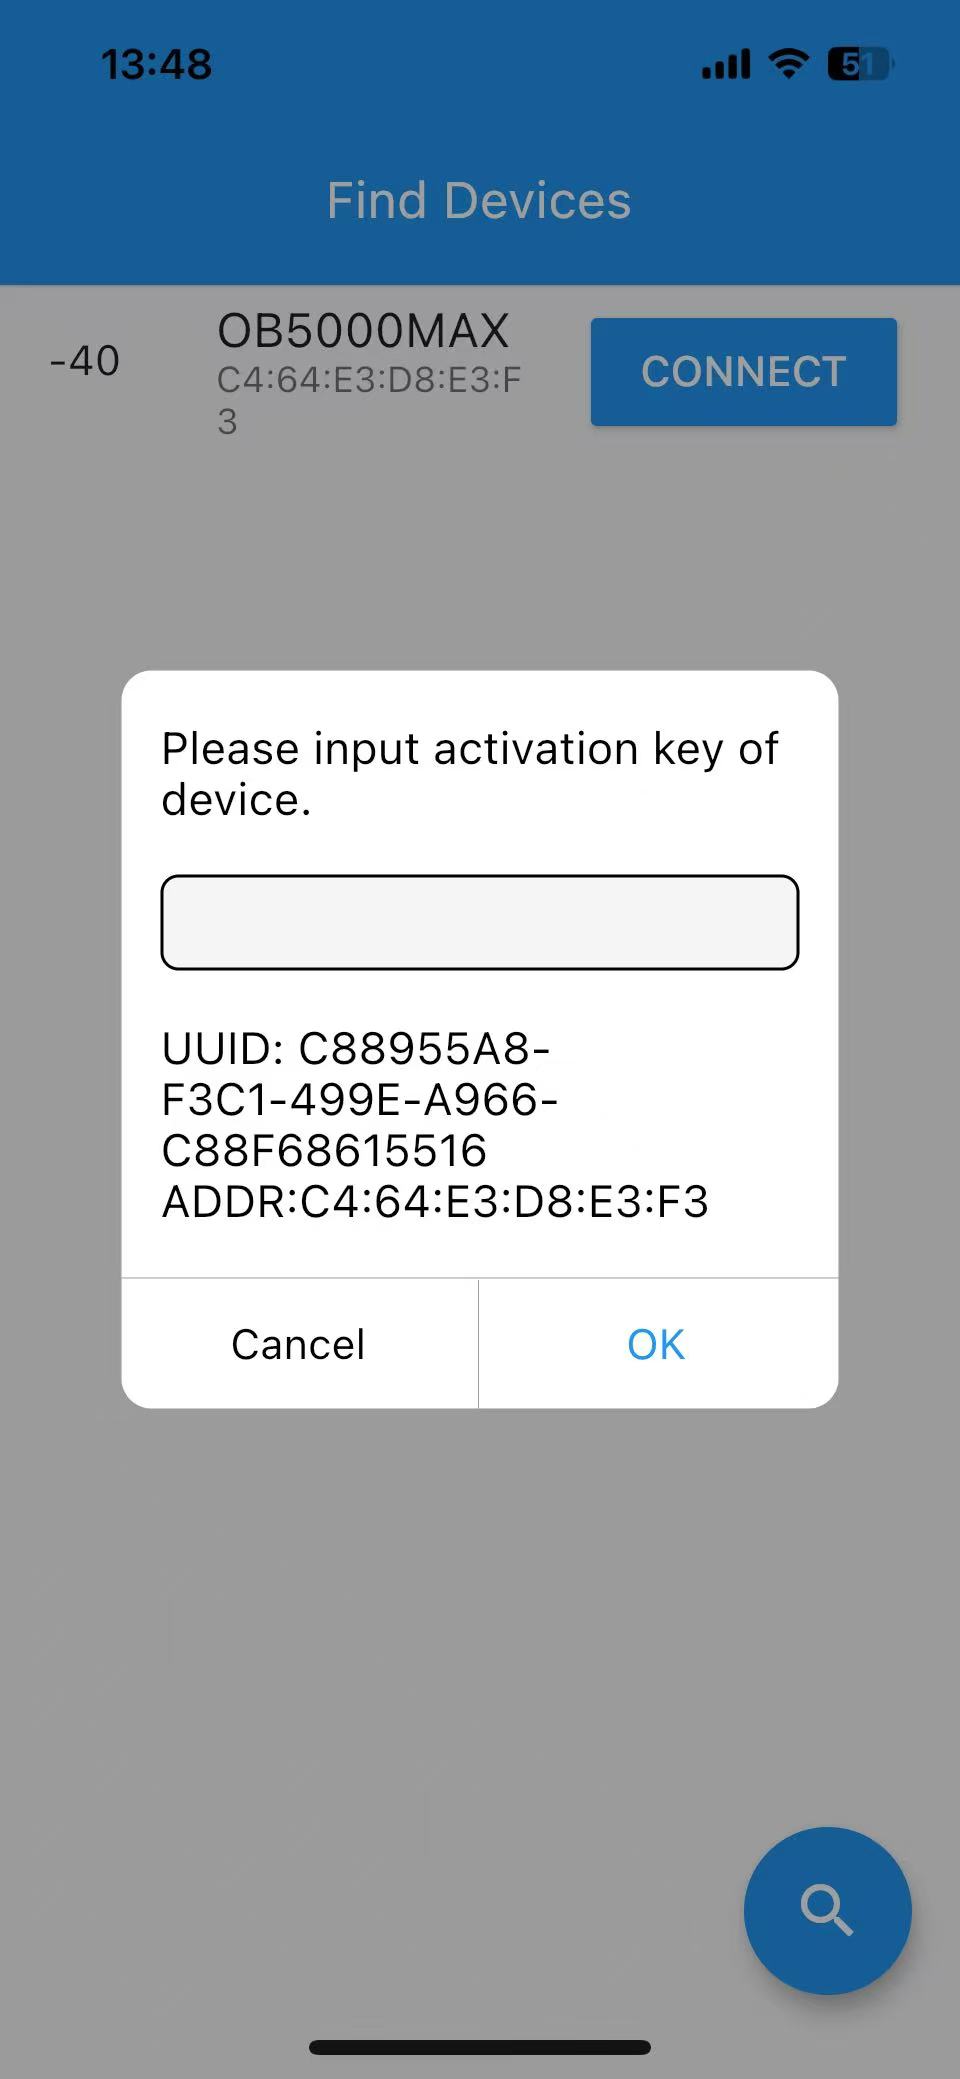 13:48
51
Find Devices
-40
OB5000MAX
C4:64:E3:D8:E3:F
3
CONNECT
Please input activation key of
device.
UUID: C88955A8-
F3C1-499E-A966-
C88F68615516
ADDR:C4:64:E3:D8:E3:F3
Cancel
OK